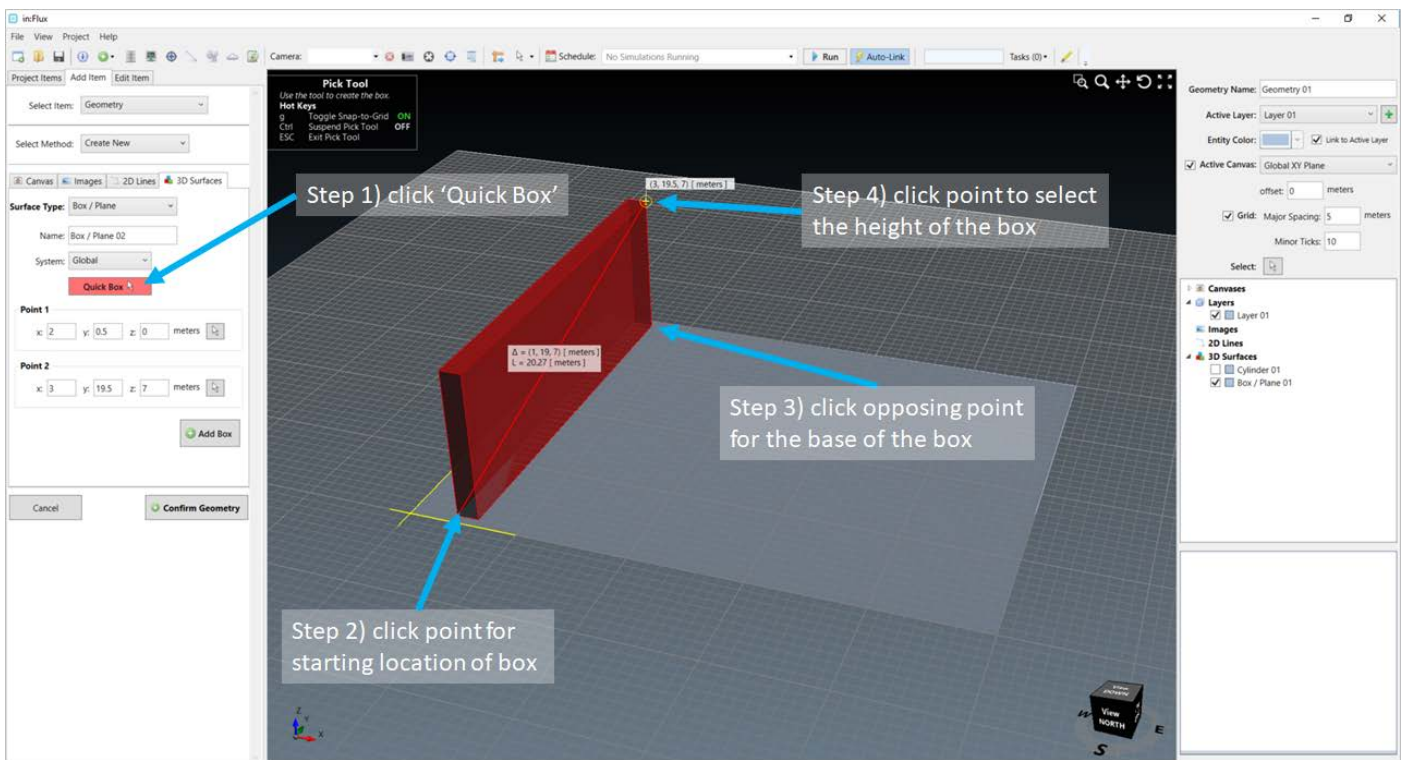 in:Flux
File View Project Help
Camera:
Schedule: No Simulations Running
Run
Auto-Link
Tasks (0)
Project Items Add Item Edit Item
Select Item: Geometry
Select Method: Create New
Canvas Images 2D Lines 3D Surfaces
Surface Type: Box / Plane
Name: Box / Plane 02
System: Global
Quick Box
Point 1
x: 2 y: 0.5 z: 0 meters
Point 2
x: 3 y: 19.5 z: 7 meters
Add Box
Cancel
Confirm Geometry
Pick Tool
Use the tool to create the box.
Hot Keys
g Toggle Snap-to-Grid ON
Ctrl Suspend Pick Tool OFF
ESC Exit Pick Tool
Step 1) click ‘Quick Box’
(3, 19.5, 7) [ meters ]
Step 4) click point to select
the height of the box
Δ = (1, 19, 7) [ meters ]
L = 20.27 [ meters ]
Step 3) click opposing point
for the base of the box
Step 2) click point for
starting location of box
Z
Y
X
View
DOWN
View
NORTH
W
E
S
Geometry Name: Geometry 01
Active Layer: Layer 01
Entity Color: Link to Active Layer
Active Canvas: Global XY Plane
offset: 0 meters
Grid: Major Spacing: 5 meters
Minor Ticks: 10
Select:
Canvases
Layers
Layer 01
Images
2D Lines
3D Surfaces
Cylinder 01
Box / Plane 01